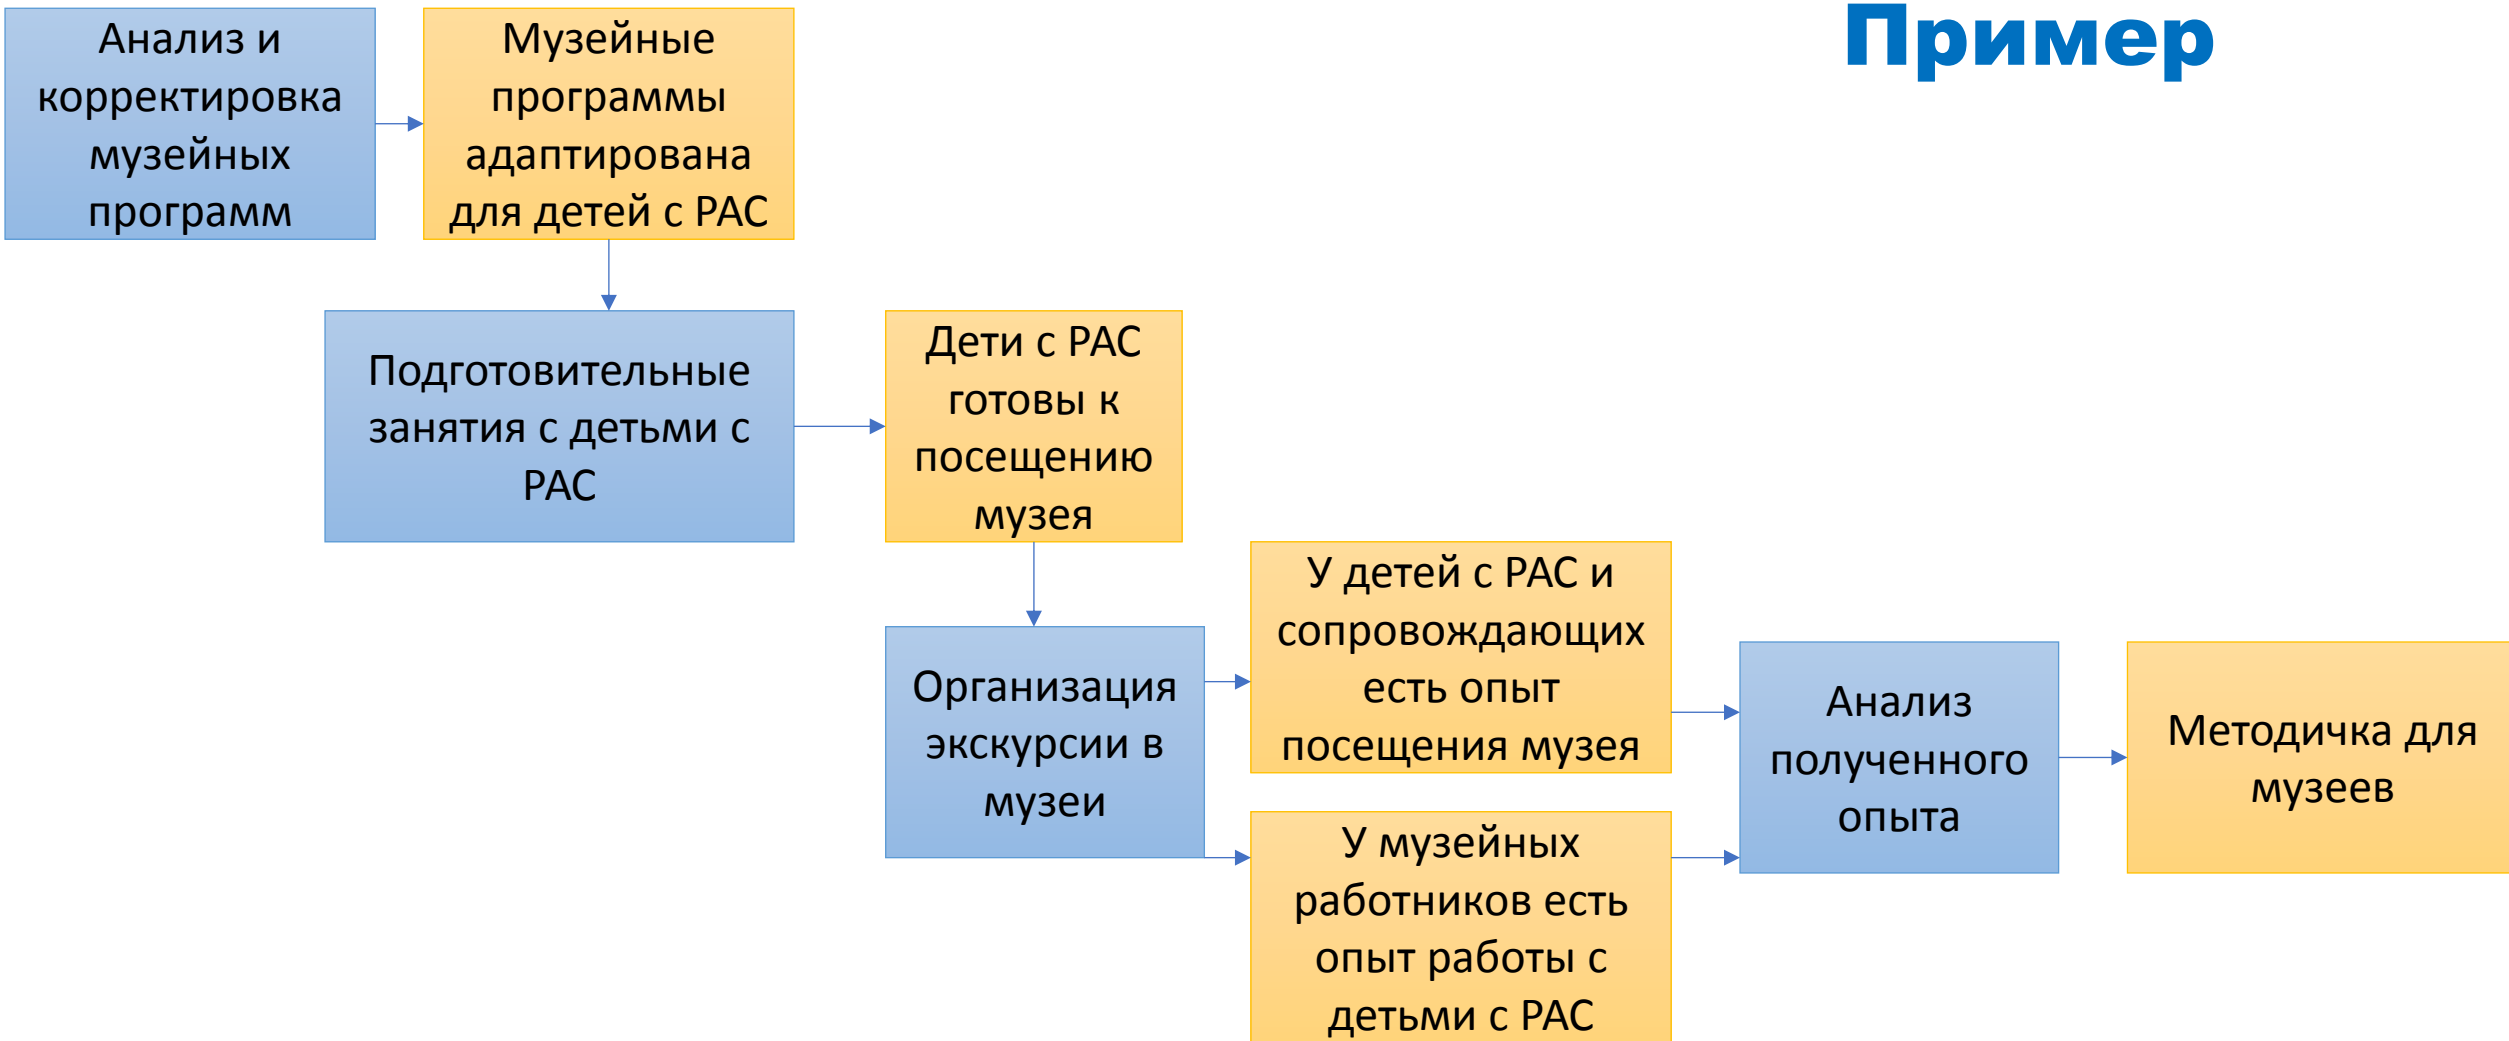 Пример
Анализ и
корректировка
музейных
программ
Музейные
программы
адаптирована
для детей с РАС
Подготовительные
занятия с детьми с
РАС
Дети с РАС
готовы к
посещению
музея
Организация
экскурсии в
музеи
У детей с РАС и
сопровождающих
есть опыт
посещения музея
У музейных
работников есть
опыт работы с
детьми с РАС
Анализ
полученного
опыта
Методичка для
музеев